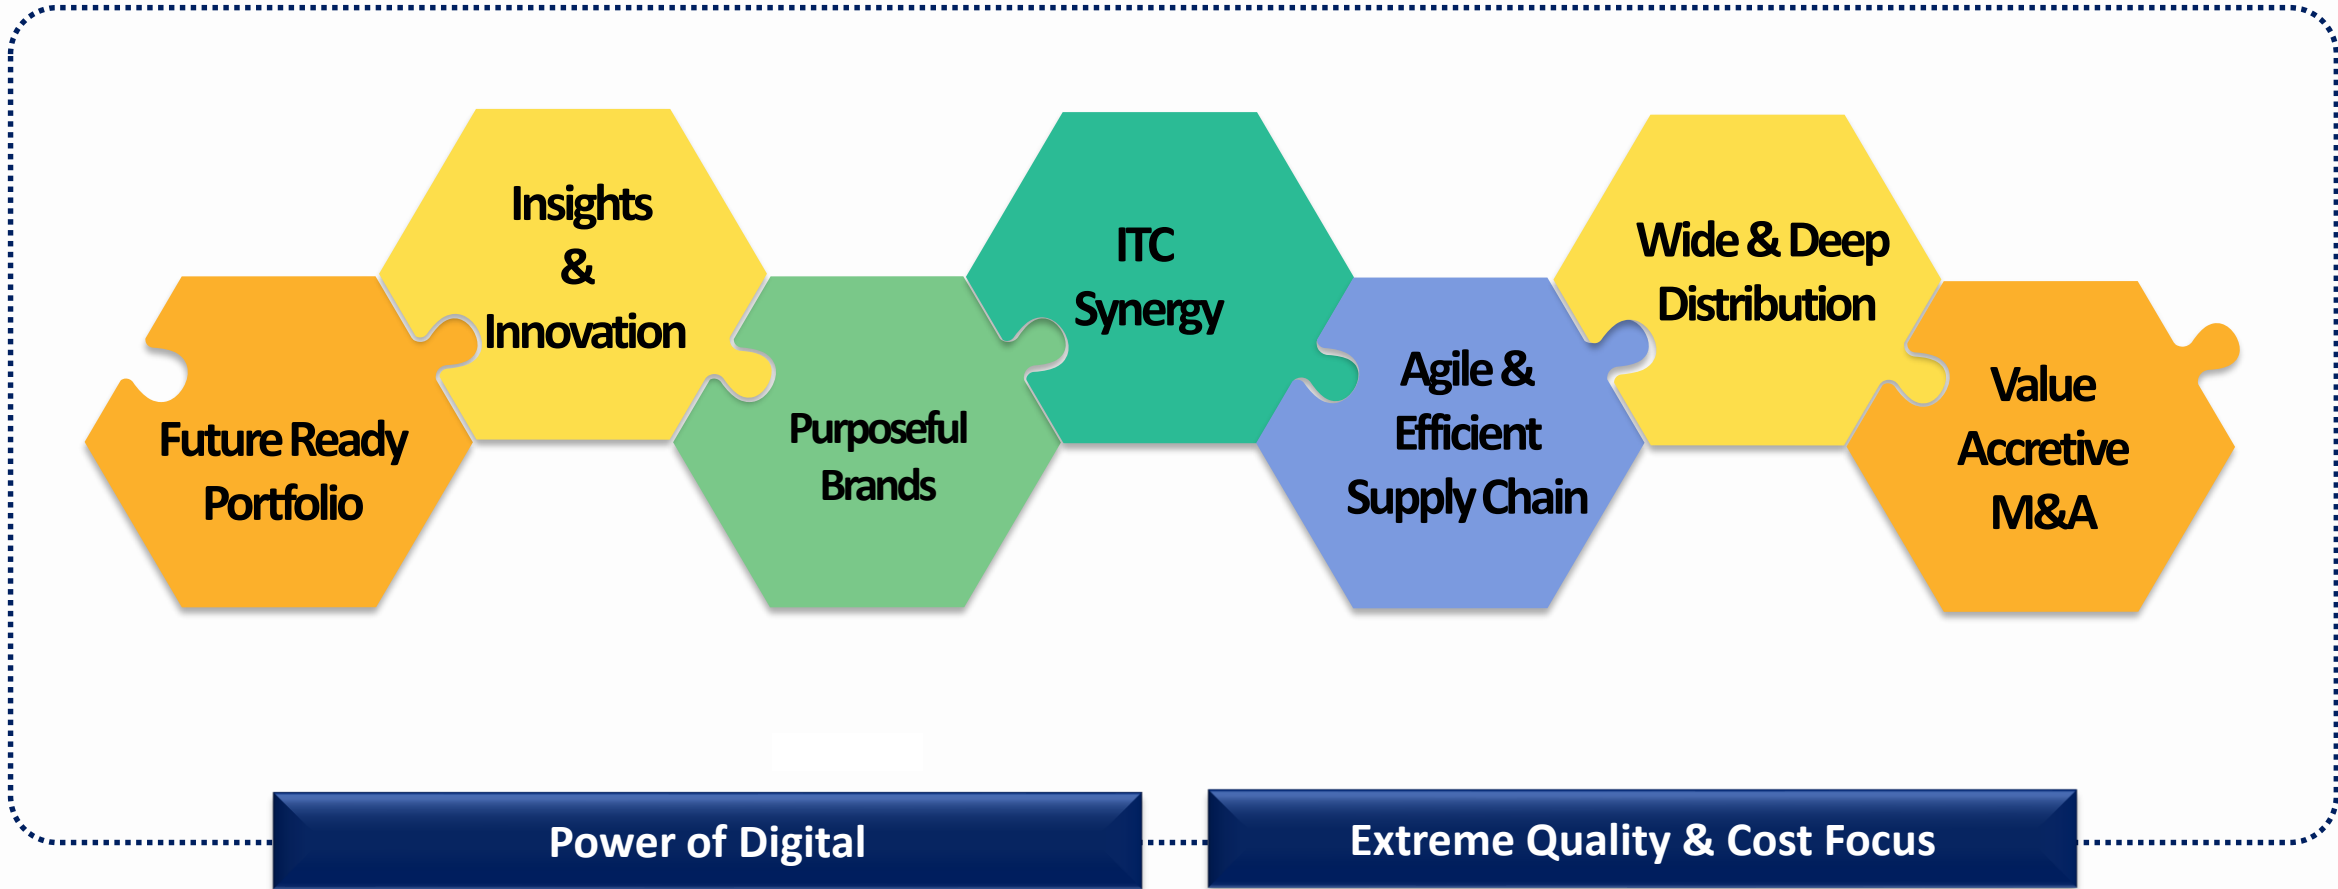 Future Ready
Portfolio
Insights
&
Innovation
Purposeful
Brands
ITC
Synergy
Agile &
Efficient
Supply Chain
Wide & Deep
Distribution
Value
Accretive
M&A
Power of Digital
Extreme Quality & Cost Focus